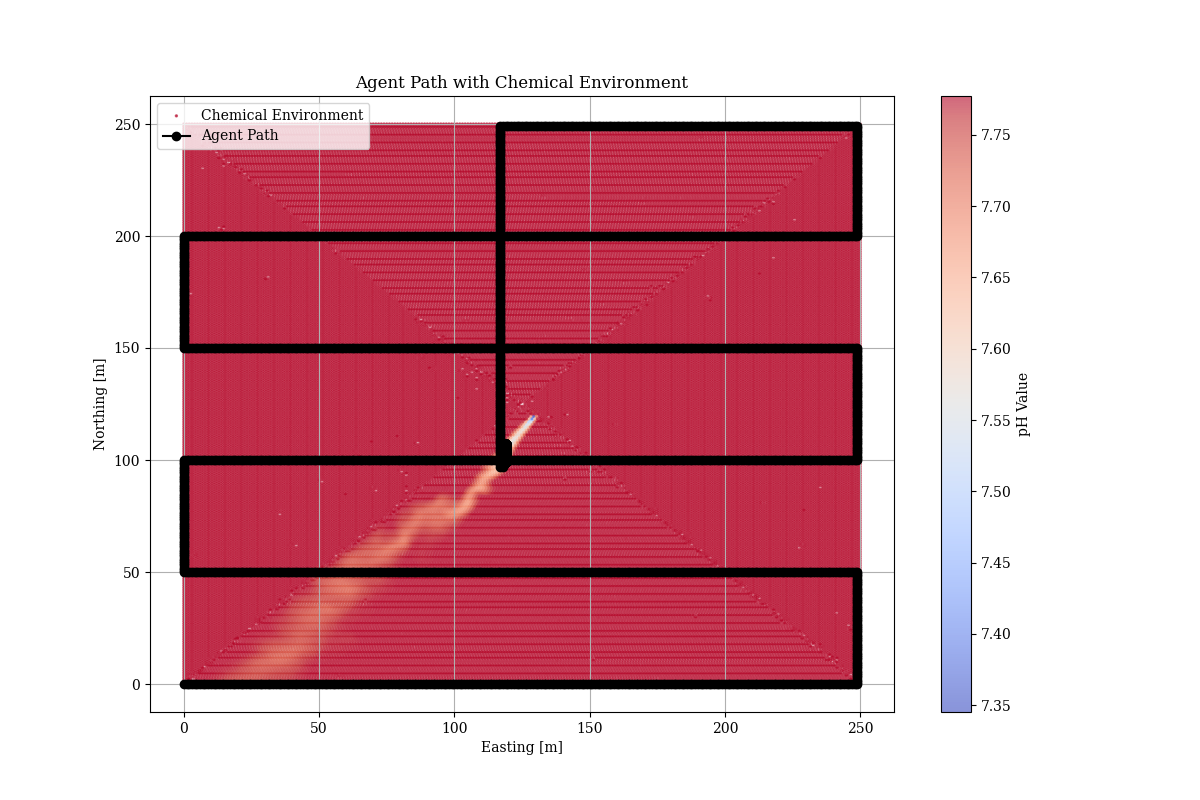 Agent Path with Chemical Environment
Chemical Environment
Agent Path
250
200
150
100
50
0
Northing [m]
0 50 100 150 200 250
Easting [m]
7.75
7.70
7.65
7.60
7.55
7.50
7.45
7.40
7.35
pH Value